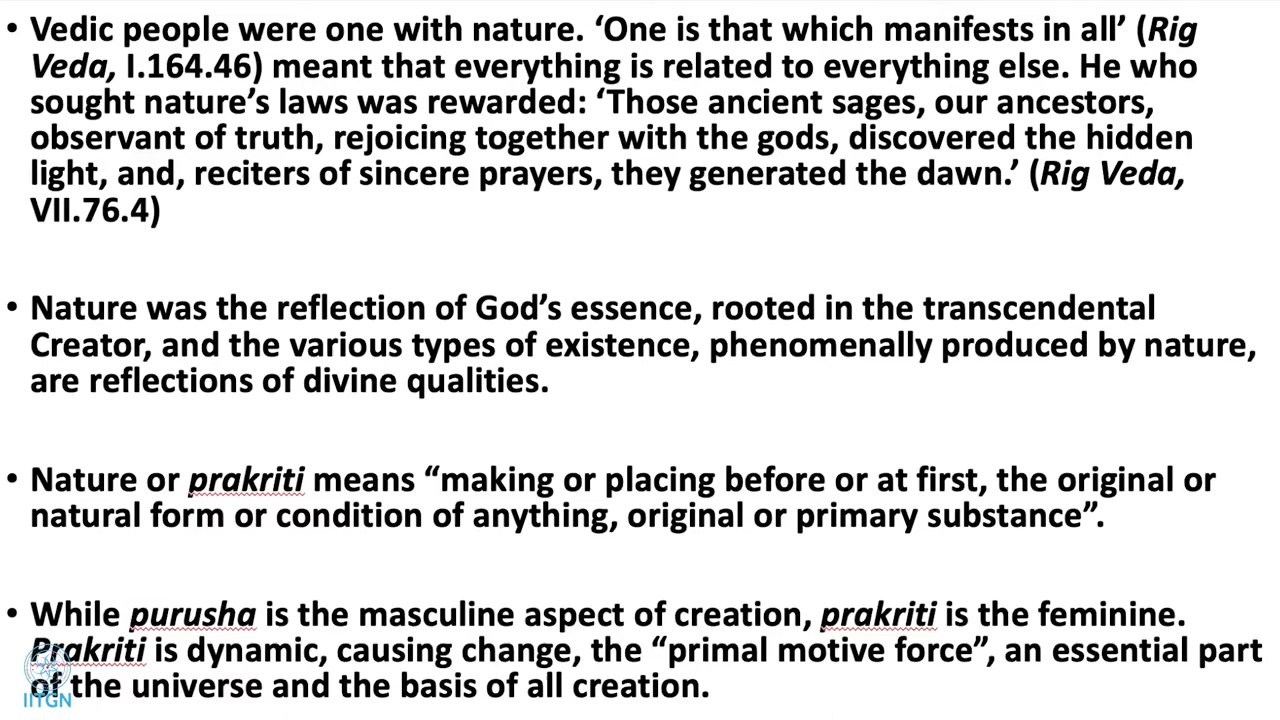 • Vedic people were one with nature. ‘One is that which manifests in all’ (Rig
Veda, I.164.46) meant that everything is related to everything else. He who
sought nature’s laws was rewarded: ‘Those ancient sages, our ancestors,
observant of truth, rejoicing together with the gods, discovered the hidden
light, and, reciters of sincere prayers, they generated the dawn.’ (Rig Veda,
VII.76.4)
• Nature was the reflection of God’s essence, rooted in the transcendental
Creator, and the various types of existence, phenomenally produced by nature,
are reflections of divine qualities.
• Nature or prakriti means “making or placing before or at first, the original or
natural form or condition of anything, original or primary substance”.
• While purusha is the masculine aspect of creation, prakriti is the feminine.
Prakriti is dynamic, causing change, the “primal motive force”, an essential part
of the universe and the basis of all creation.
IITGN